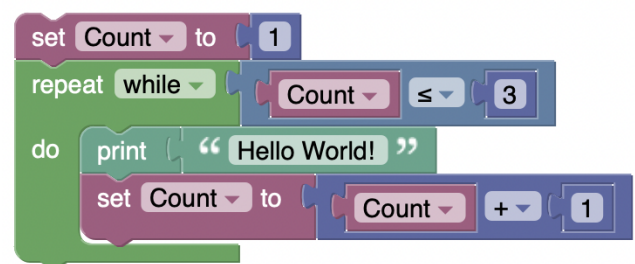 set Count to 1
repeat while Count ≤ 3
do print “ Hello World! ”
set Count to Count + 1